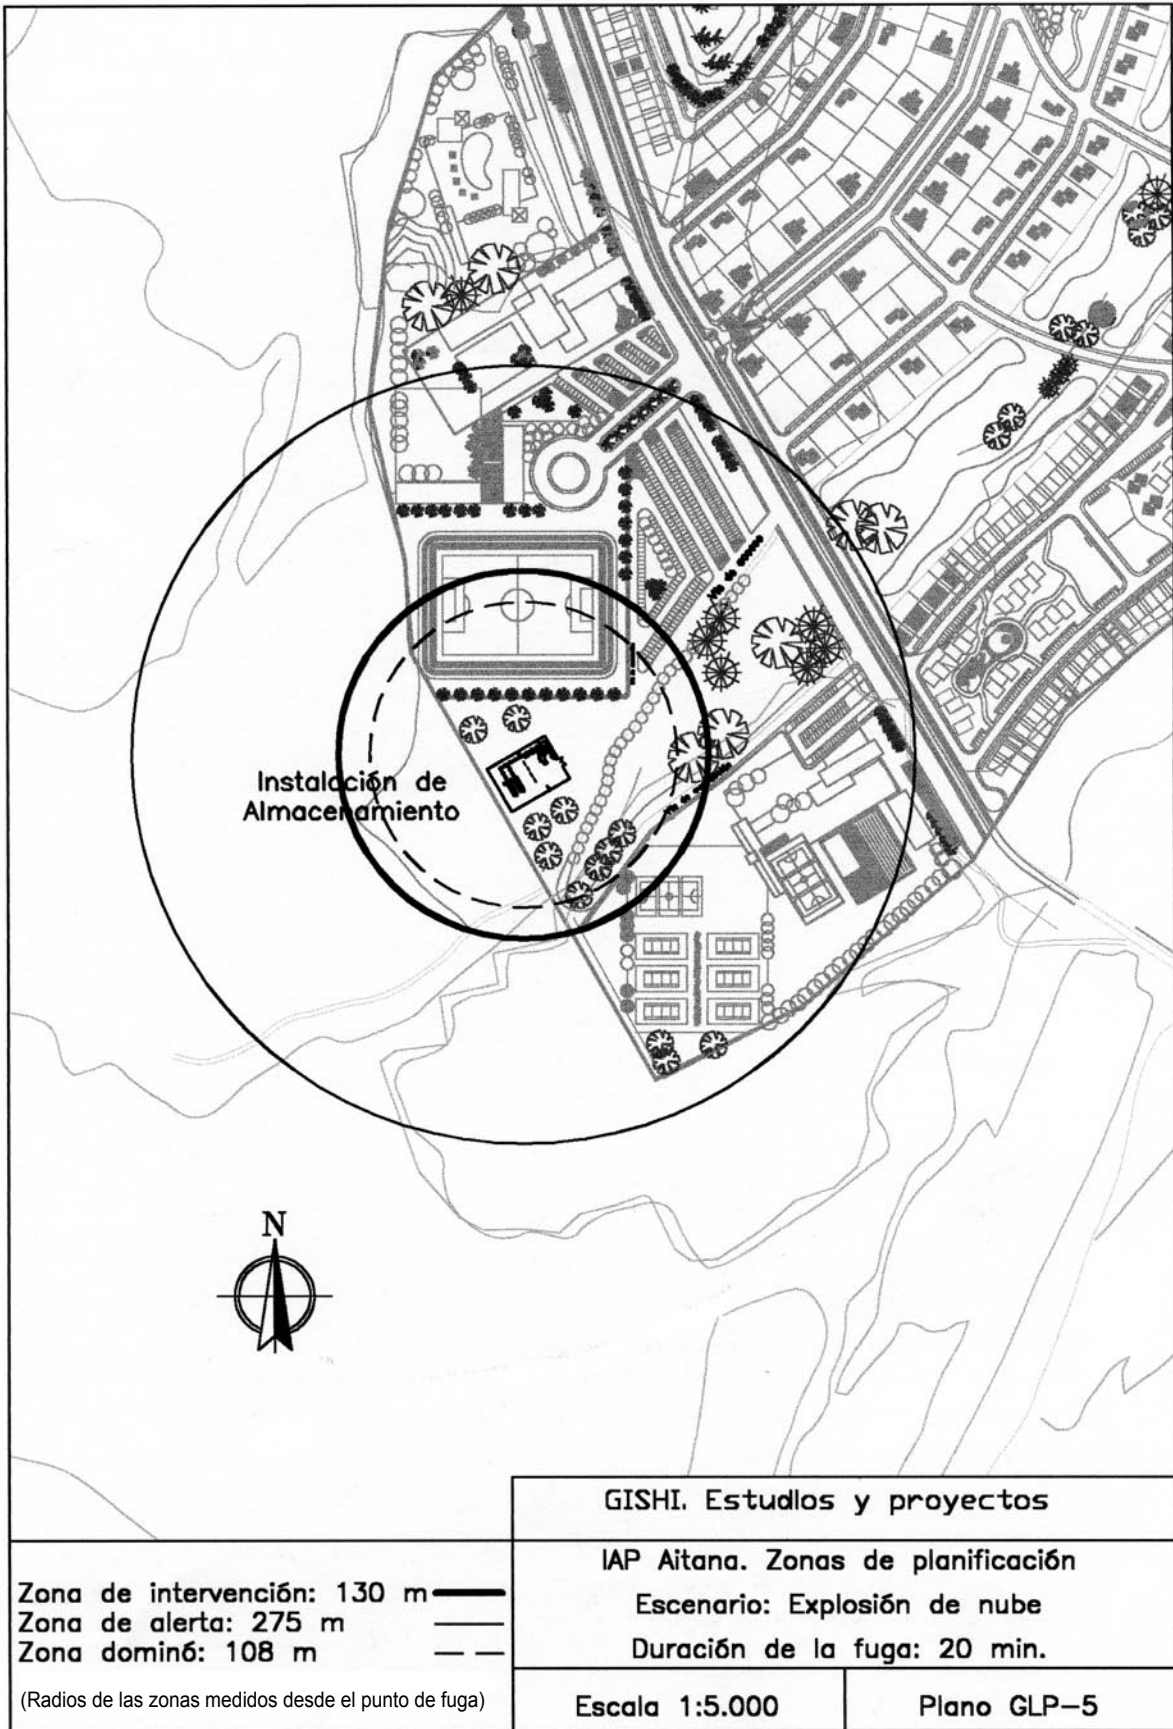 Instalación de
Almacenamiento
N
GISHI. Estudios y proyectos
IAP Aitana. Zonas de planificación
Escenario: Explosión de nube
Duración de la fuga: 20 min.
Zona de intervención: 130 m
Zona de alerta: 275 m
Zona dominó: 108 m
(Radios de las zonas medidos desde el punto de fuga)
Escala 1:5.000
Plano GLP-5